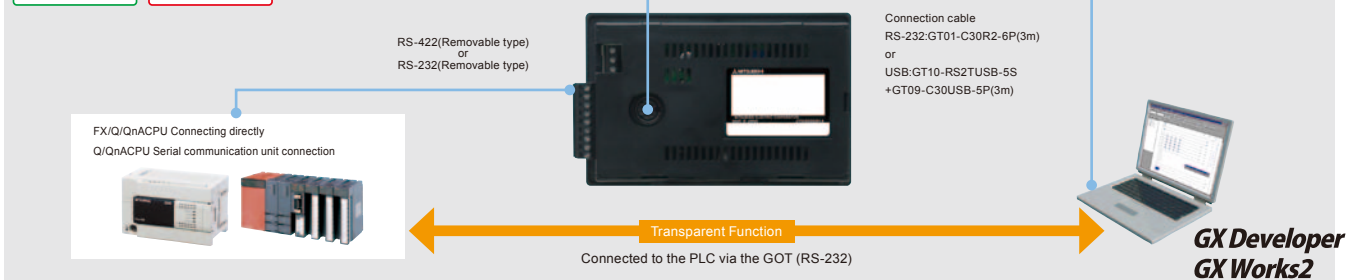 RS-422(Removable type)
or
RS-232(Removable type)
Connection cable
RS-232:GT01-C30R2-6P(3m)
or
USB:GT10-RS2TUSB-5S
+GT09-C30USB-5P(3m)
MITSUBISHI
FX/Q/QnACPU Connecting directly
Q/QnACPU Serial communication unit connection
Transparent Function
Connected to the PLC via the GOT (RS-232)
GX Developer
GX Works2